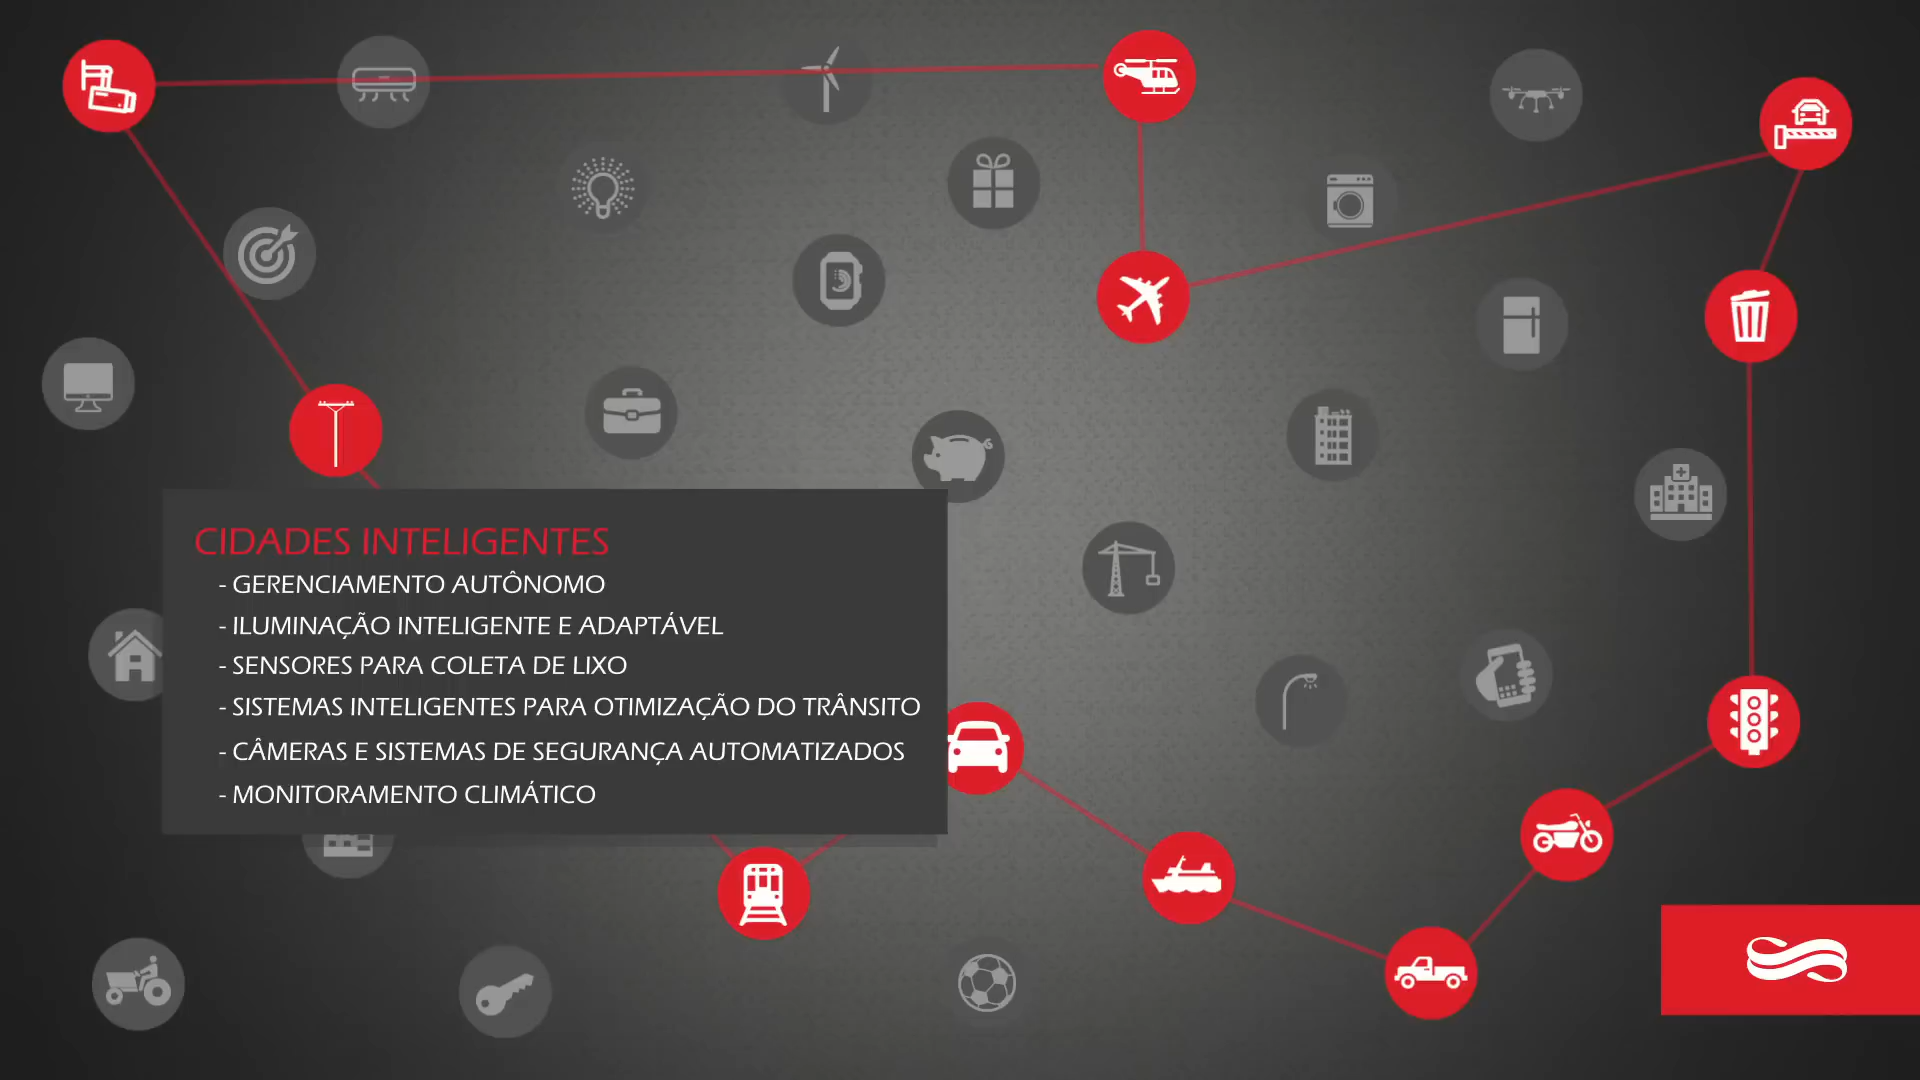 CIDADES INTELIGENTES
- GERENCIAMENTO AUTÔNOMO
- ILUMINAÇÃO INTELIGENTE E ADAPTÁVEL
- SENSORES PARA COLETA DE LIXO
- SISTEMAS INTELIGENTES PARA OTIMIZAÇÃO DO TRÂNSITO
- CÂMERAS E SISTEMAS DE SEGURANÇA AUTOMATIZADOS
- MONITORAMENTO CLIMÁTICO